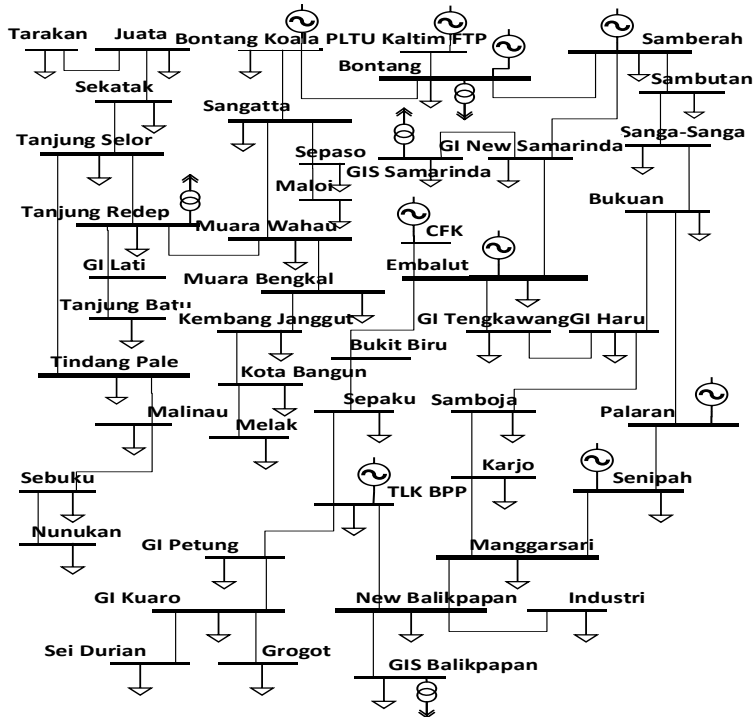 Tarakan
Juata
Bontang Koala PLTU Kaltim FTP
Samberah
Bontang
Sekatak
Sangatta
Sambutan
Tanjung Selor
Sepaso
GI New Samarinda
Sanga-Sanga
Maloi
GIS Samarinda
Tanjung Redep
Muara Wahau
CFK
Bukuan
GI Lati
Muara Bengkal
Embalut
Tanjung Batu
Kembang Janggut
GI Tengkawang
GI Haru
Bukit Biru
Tindang Pale
Kota Bangun
Sepaku
Samboja
Malinau
Melak
Palaran
Sebuku
TLK BPP
Karjo
Senipah
Nunukan
GI Petung
Manggarsari
GI Kuaro
New Balikpapan
Industri
Sei Durian
Grogot
GIS Balikpapan